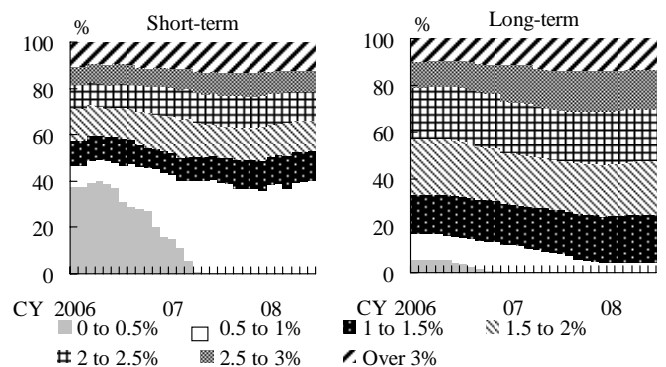 % Short-term
100
80
60
40
20
0
CY 2006 07 08
% Long-term
100
80
60
40
20
0
CY 2006 07 08
0 to 0.5% 0.5 to 1% 1 to 1.5% 1.5 to 2%
2 to 2.5% 2.5 to 3% Over 3%